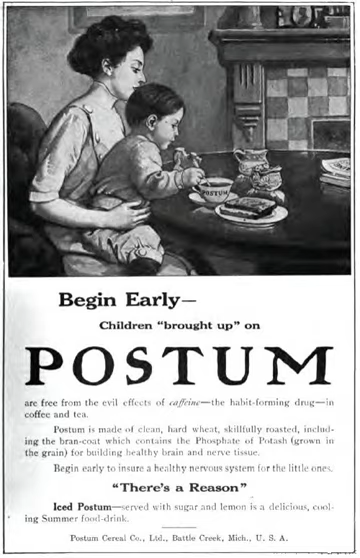 POSTUM
Begin Early—
Children "brought up" on
POSTUM
are free from the evil effects of caffeine—the habit-forming drug—in
coffee and tea.
Postum is made of clean, hard wheat, skillfully roasted, includ-
ing the bran-coat which contains the Phosphate of Potash (grown in
the grain) for building healthy brain and nerve tissue.
Begin early to insure a healthy nervous system for the little ones.
"There's a Reason"
Iced Postum—served with sugar and lemon is a delicious, cool-
ing Summer food-drink.
Postum Cereal Co., Ltd., Battle Creek, Mich., U. S. A.